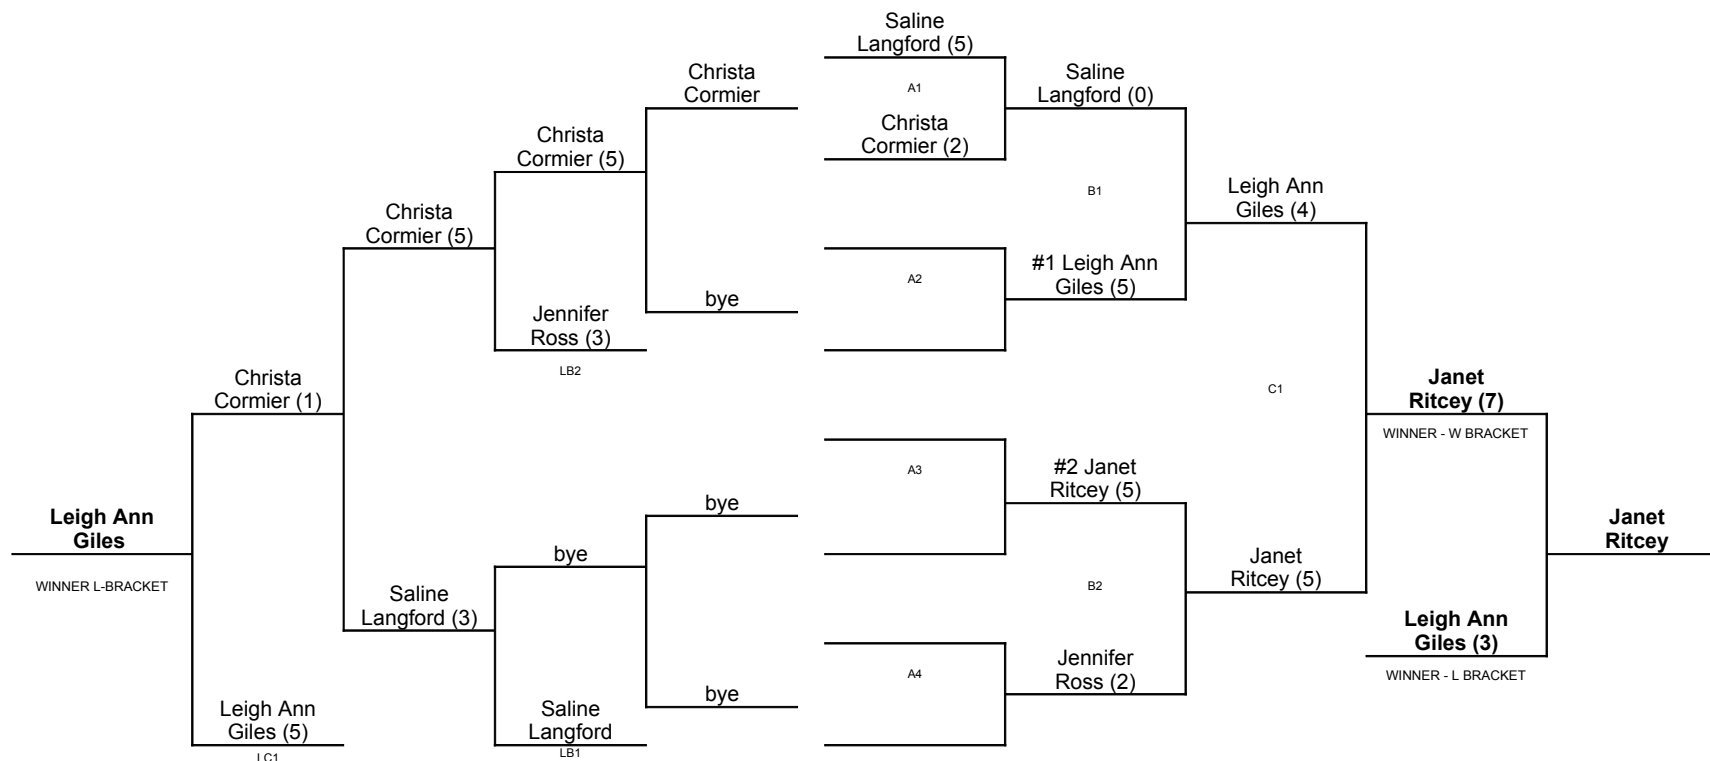 Saline
Langford (5)
Christa
Cormier
A1
Saline
Langford (0)
Christa
Cormier (5)
Christa
Cormier (2)
B1
Leigh Ann
Giles (4)
Christa
Cormier (5)
A2
#1 Leigh Ann
Giles (5)
bye
Jennifer
Ross (3)
LB2
Christa
Cormier (1)
C1
Janet
Ritcey (7)
WINNER - W BRACKET
A3
#2 Janet
Ritcey (5)
bye
Leigh Ann
Giles
WINNER L-BRACKET
Janet
Ritcey
bye
Janet
Ritcey (5)
B2
Saline
Langford (3)
Leigh Ann
Giles (3)
WINNER - L BRACKET
A4
Jennifer
Ross (2)
bye
Leigh Ann
Giles (5)
LC1
Saline
Langford
LB1